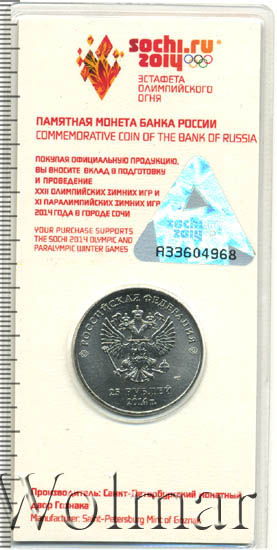 sochi.ru
2014
ЭСТАФЕТА
ОЛИМПИЙСКОГО
ОГНЯ
ПАМЯТНАЯ МОНЕТА БАНКА РОССИИ
COMMEMORATIVE COIN OF THE BANK OF RUSSIA
ПОКУПАЯ ОФИЦИАЛЬНУЮ ПРОДУКЦИЮ,
ВЫ ВНОСИТЕ ВКЛАД В ПОДГОТОВКУ
И ПРОВЕДЕНИЕ
XXII ОЛИМПИЙСКИХ ЗИМНИХ ИГР И
XI ПАРАЛИМПИЙСКИХ ЗИМНИХ ИГР
2014 ГОДА В ГОРОДЕ СОЧИ
YOUR PURCHASE SUPPORTS
THE SOCHI 2014 OLYMPIC AND
PARALYMPIC WINTER GAMES
sochi.ru
2014
A33604968
РОССИЙСКАЯ ФЕДЕРАЦИЯ
25 РУБЛЕЙ
2014 г.
Производитель: Санкт-Петербургский монетный
двор Гознака
Manufacturer: Saint-Petersburg Mint of Goznak
Wolmar